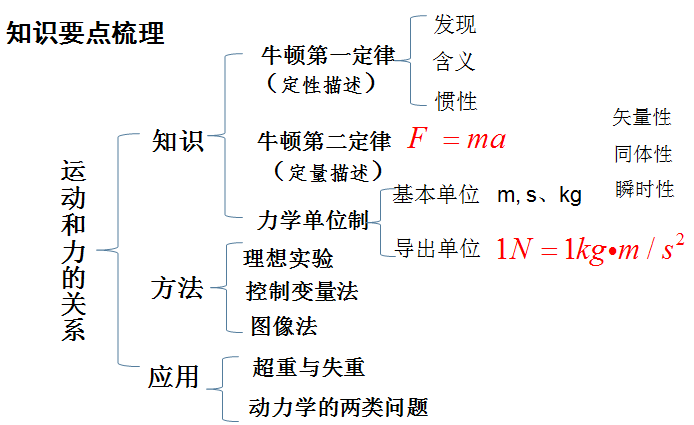 知识要点梳理
运动和力的关系
知识
牛顿第一定律
（定性描述）
发现
含义
惯性
牛顿第二定律 F = ma
（定量描述）
矢量性
同体性
瞬时性
力学单位制
基本单位 m, s、kg
导出单位 1N = 1kg•m / s²
方法
理想实验
控制变量法
图像法
应用
超重与失重
动力学的两类问题